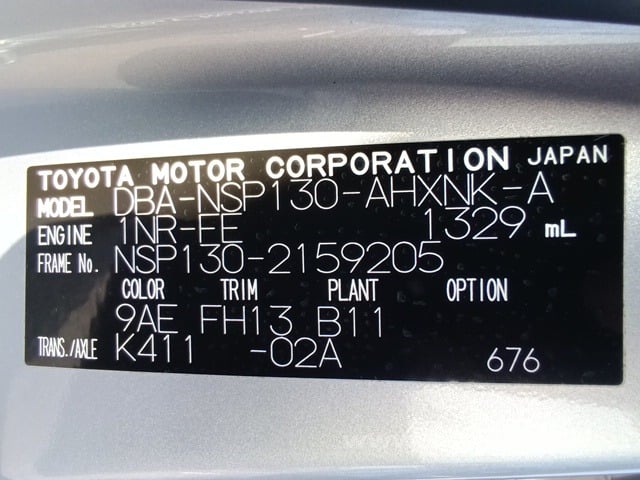 TOYOTA MOTOR CORPORATION JAPAN
MODEL DBA-NSP130-AHXNK-A
ENGINE 1NR-FE 1329 mL
FRAME No. NSP130-2159205
COLOR TRIM PLANT OPTION
9AE FH13 B11
TRANS./AXLE K411 -02A 676